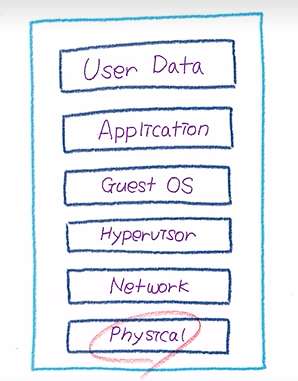 User Data
Application
Guest OS
Hypervisor
Network
Physical